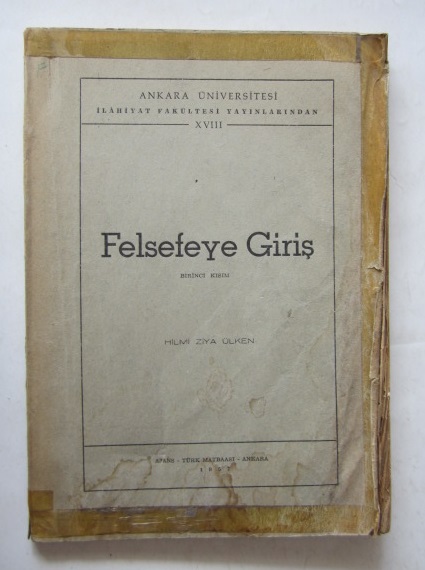 ANKARA ÜNİVERSİTESİ
İLÂHİYAT FAKÜLTESİ YAYINLARINDAN
XVIII
Felsefeye Giriş
BİRİNCİ KISIM
HİLMİ ZİYA ÜLKEN
TÜRK MATBAASI - ANKARA